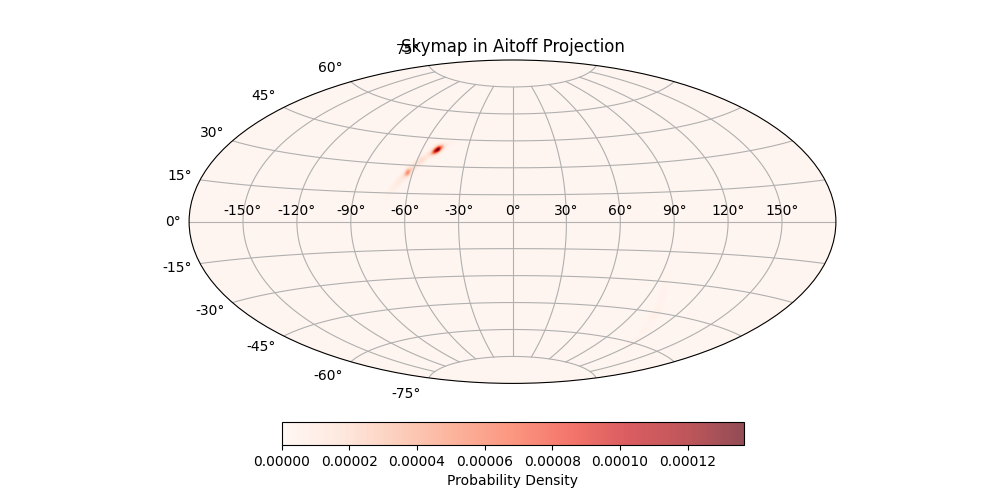 75°
Skymap in Aitoff Projection
60°
45°
30°
15°
0°
-150° -120° -90° -60° -30° 0° 30° 60° 90° 120° 150°
-15°
-30°
-45°
-60°
-75°
0.00000 0.00002 0.00004 0.00006 0.00008 0.00010 0.00012
Probability Density